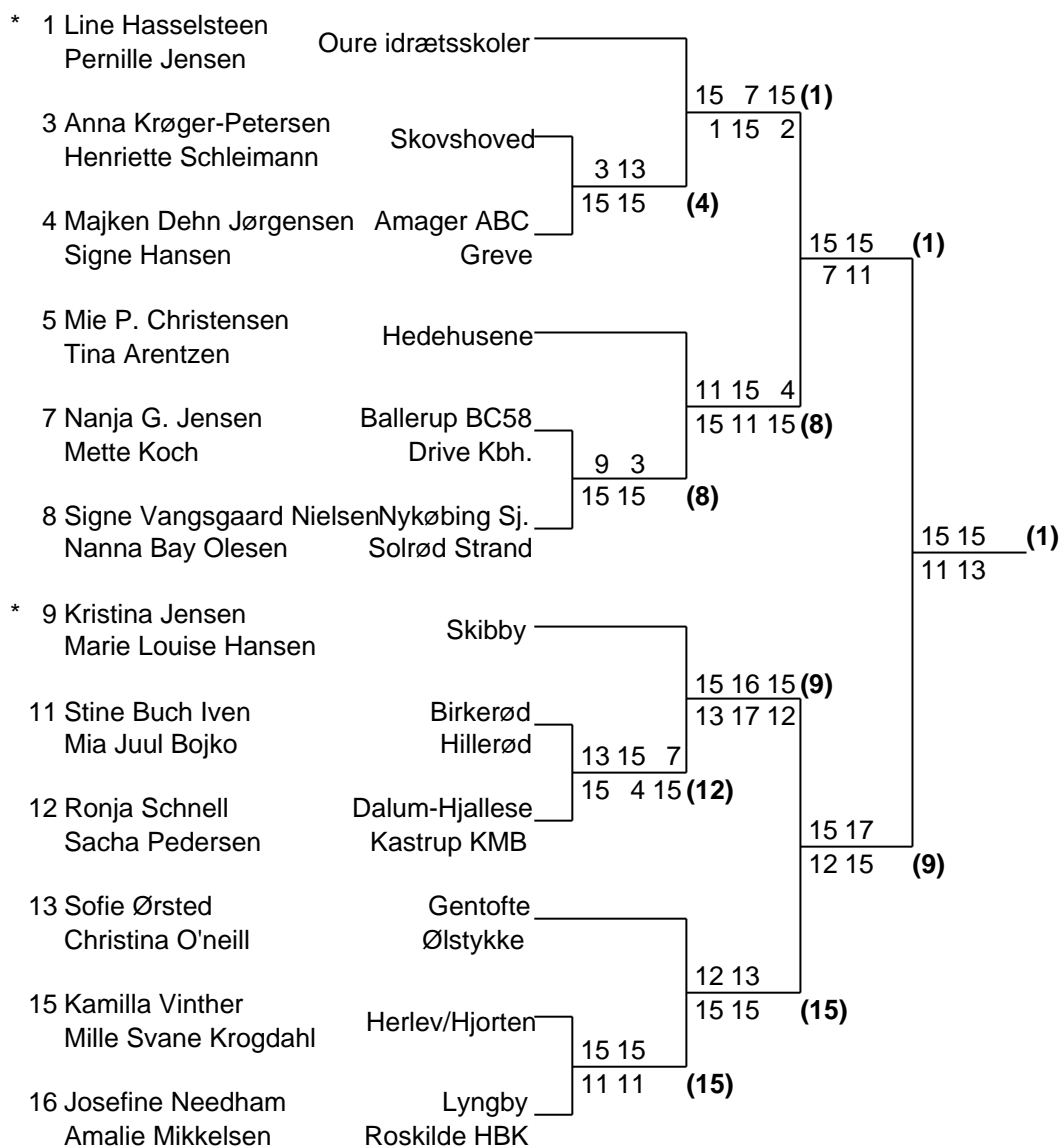 * 1 Line Hasselsteen Oure idrætsskoler
Pernille Jensen
15 7 15 (1)
1 15 2
3 Anna Krøger-Petersen Skovshoved
Henriette Schleimann
3 13
15 15 (4)
4 Majken Dehn Jørgensen Amager ABC
Signe Hansen Greve
15 15 (1)
7 11
5 Mie P. Christensen Hedehusene
Tina Arentzen
11 15 4
15 11 15 (8)
7 Nanja G. Jensen Ballerup BC58
Mette Koch Drive Kbh.
9 3
15 15 (8)
8 Signe Vangsgaard Nielsen Nykøbing Sj.
Nanna Bay Olesen Solrød Strand
15 15 (1)
11 13
* 9 Kristina Jensen Skibby
Marie Louise Hansen
15 16 15 (9)
13 17 12
11 Stine Buch Iven Birkerød
Mia Juul Bojko Hillerød
13 15 7
15 4 15 (12)
12 Ronja Schnell Dalum-Hjallese
Sacha Pedersen Kastrup KMB
15 17
12 15 (9)
13 Sofie Ørsted Gentofte
Christina O'neill Ølstykke
12 13
15 15 (15)
15 Kamilla Vinther Herlev/Hjorten
Mille Svane Krogdahl
15 15
11 11 (15)
16 Josefine Needham Lyngby
Amalie Mikkelsen Roskilde HBK